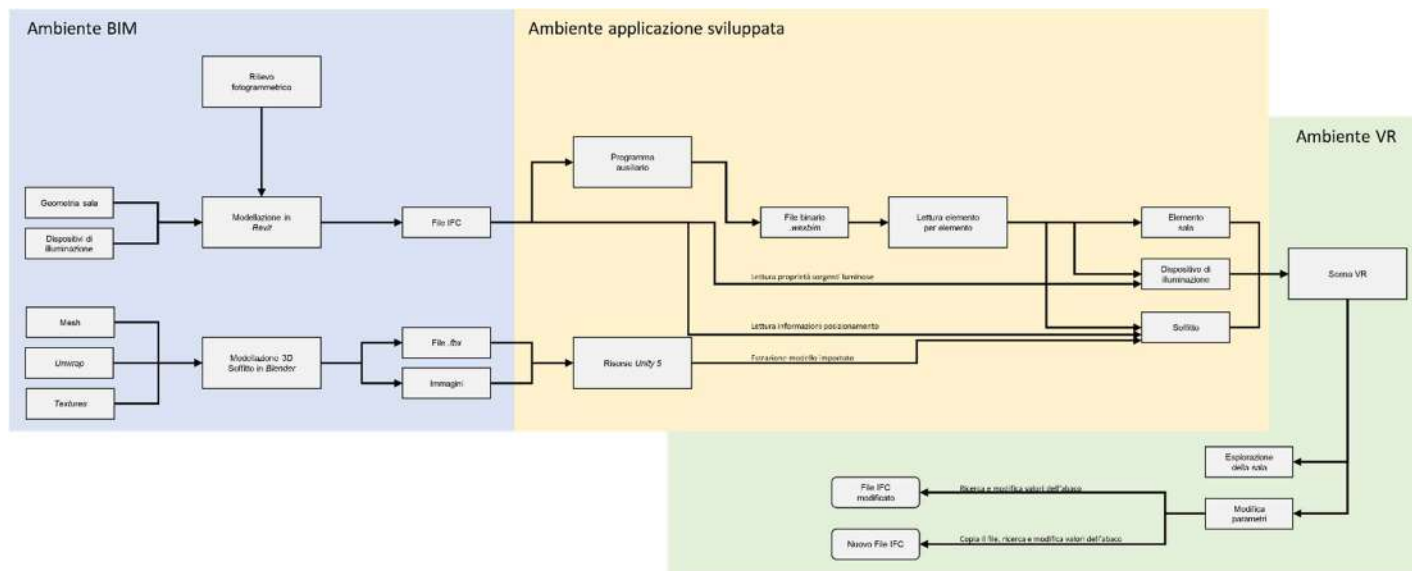 Ambiente BIM
Ambiente applicazione sviluppata
Ambiente VR
Rilievo
fotogrammetrico
Geometria sala
Dispositivi di
illuminazione
Modellazione in
Revit
File IFC
Programma
ausiliario
File binario
.wexbim
Lettura elemento
per elemento
Elemento
sala
Dispositivo di
illuminazione
Soffitto
Scena VR
Lettura proprietà sorgenti luminose
Lettura informazioni posizionamento
Estrazione modello importato
Mesh
Unwrap
Textures
Modellazione 3D
Soffitto in Blender
File .fbx
Immagini
Risorse Unity 5
Esplorazione
della sala
Modifica
parametri
File IFC
modificato
Ricerca e modifica valori dell'abaco
Nuovo File IFC
Copia il file, ricerca e modifica valori dell'abaco